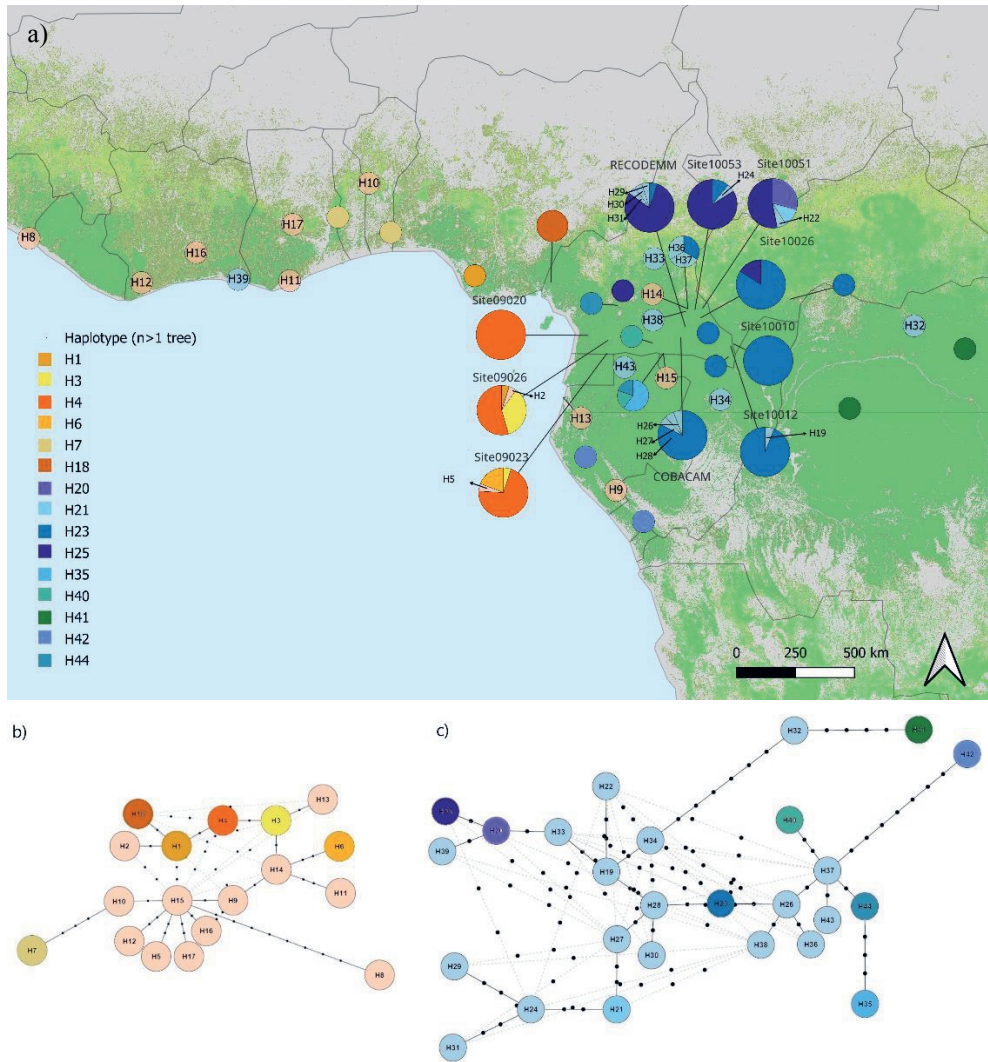 a)
RECODEMM
Site10053
Site10051
H24
H29
H30
H31
H22
H10
H8
H17
H16
H12
H39
H11
H36
H37
H33
Site10026
H14
H38
Site09020
Site10010
H32
H43
H15
H34
Site09026
H2
H13
Site10012
H19
H26
H27
H28
COBACAM
Site09023
H5
H9
Haplotype (n>1 tree)
H1
H3
H4
H6
H7
H18
H20
H21
H23
H25
H35
H40
H41
H42
H44
0 250 500 km
b)
H13
H3
H2
H1
H6
H14
H10
H15
H9
H11
H16
H12
H5
H17
H7
H8
c)
H32
H42
H22
H40
H33
H34
H39
H19
H37
H28
H26
H44
H43
H27
H38
H36
H30
H29
H24
H21
H35
H31